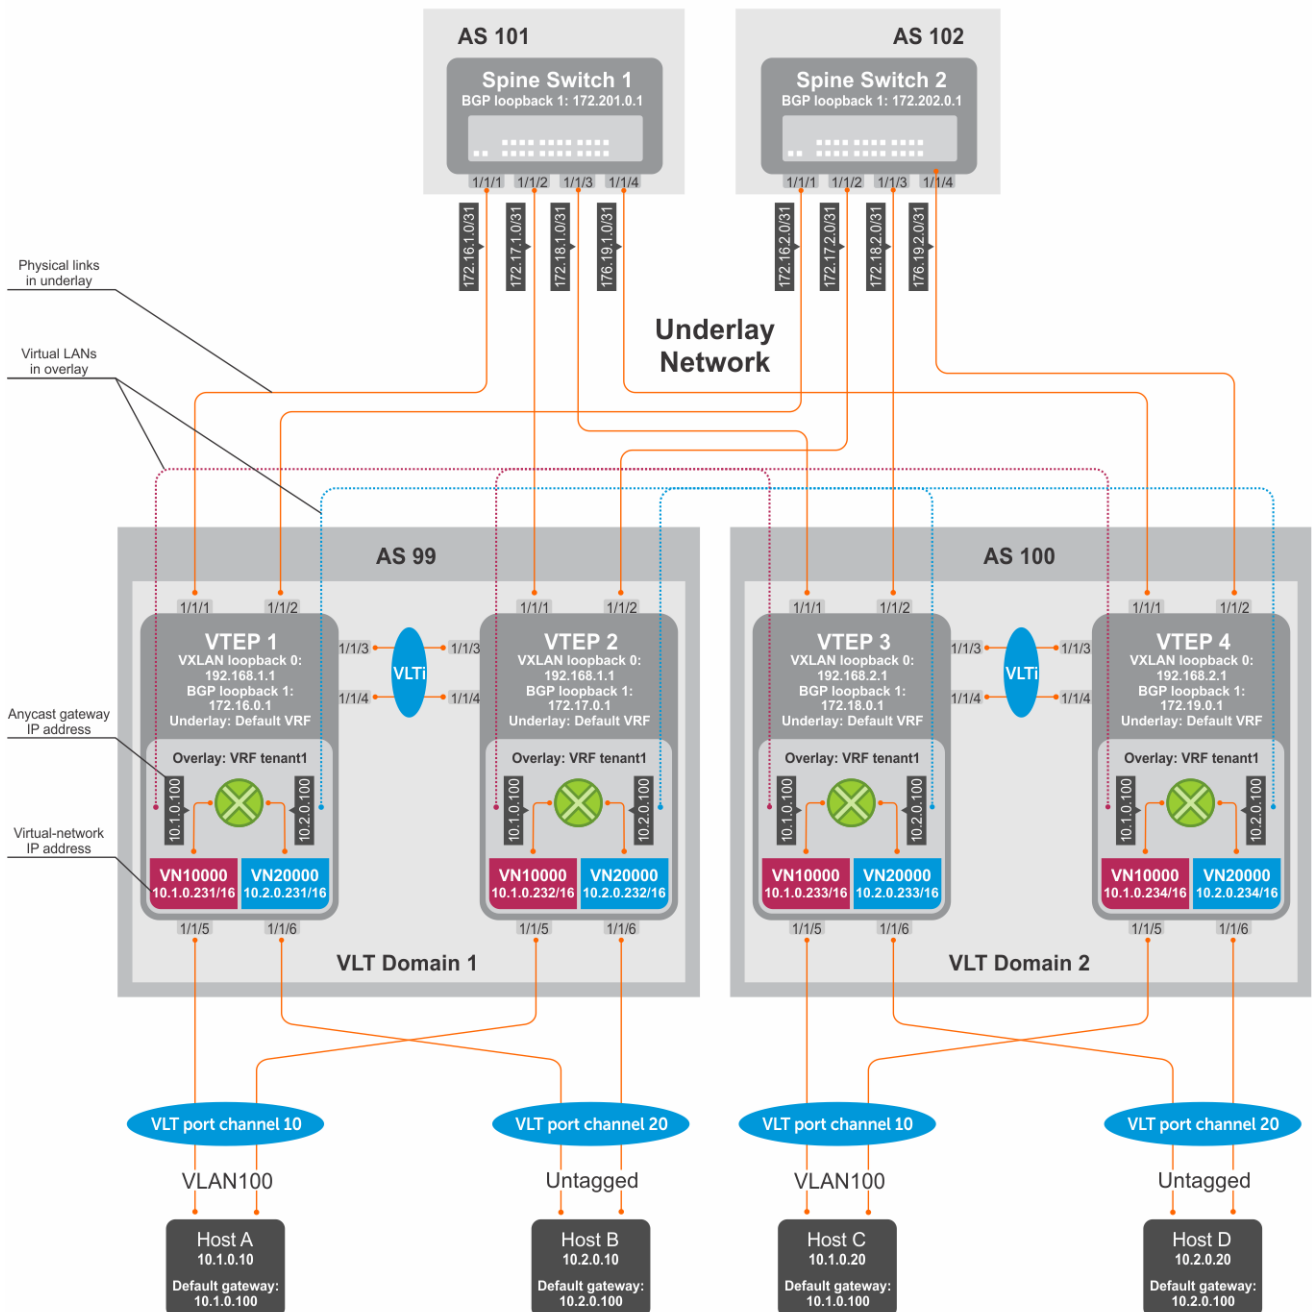 AS 101
AS 102
Spine Switch 1
BGP loopback 1: 172.201.0.1
Spine Switch 2
BGP loopback 1: 172.202.0.1
1/1/1
1/1/2
1/1/3
1/1/4
1/1/1
1/1/2
1/1/3
1/1/4
172.16.1.0/31
172.17.1.0/31
172.18.1.0/31
176.19.1.0/31
172.16.2.0/31
172.17.2.0/31
172.18.2.0/31
176.19.2.0/31
Physical links
in underlay
Underlay
Network
Virtual LANs
in overlay
AS 99
AS 100
1/1/1
1/1/2
1/1/1
1/1/2
1/1/1
1/1/2
1/1/1
1/1/2
VTEP 1
VXLAN loopback 0:
192.168.1.1
BGP loopback 1:
172.16.0.1
Underlay: Default VRF
1/1/3
1/1/4
VLTi
1/1/3
1/1/4
VTEP 2
VXLAN loopback 0:
192.168.1.1
BGP loopback 1:
172.17.0.1
Underlay: Default VRF
VTEP 3
VXLAN loopback 0:
192.168.2.1
BGP loopback 1:
172.18.0.1
Underlay: Default VRF
1/1/3
1/1/4
VLTi
1/1/3
1/1/4
VTEP 4
VXLAN loopback 0:
192.168.2.1
BGP loopback 1:
172.19.0.1
Underlay: Default VRF
Anycast gateway
IP address
Overlay: VRF tenant1
10.1.0.100
10.2.0.100
Overlay: VRF tenant1
10.1.0.100
10.2.0.100
Overlay: VRF tenant1
10.1.0.100
10.2.0.100
Overlay: VRF tenant1
10.1.0.100
10.2.0.100
Virtual-network
IP address
VN10000
10.1.0.231/16
VN20000
10.2.0.231/16
VN10000
10.1.0.232/16
VN20000
10.2.0.232/16
VN10000
10.1.0.233/16
VN20000
10.2.0.233/16
VN10000
10.1.0.234/16
VN20000
10.2.0.234/16
1/1/5
1/1/6
1/1/5
1/1/6
1/1/5
1/1/6
1/1/5
1/1/6
VLT Domain 1
VLT Domain 2
VLT port channel 10
VLT port channel 20
VLT port channel 10
VLT port channel 20
VLAN100
Untagged
VLAN100
Untagged
Host A
10.1.0.10
Default gateway:
10.1.0.100
Host B
10.2.0.10
Default gateway:
10.2.0.100
Host C
10.1.0.20
Default gateway:
10.1.0.100
Host D
10.2.0.20
Default gateway:
10.2.0.100